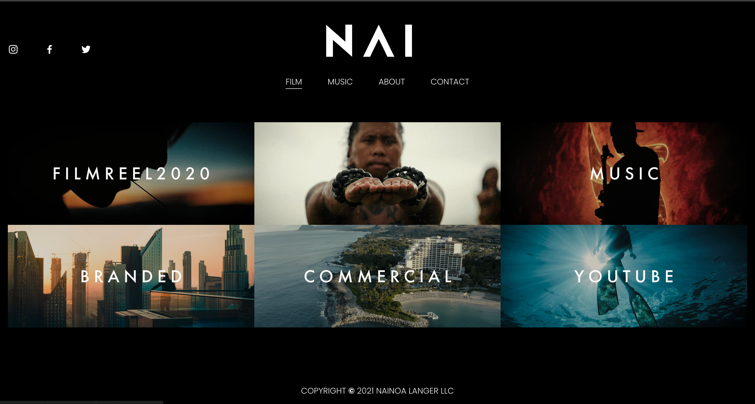 NAI
FILM MUSIC ABOUT CONTACT
FILMREEL2020
MUSIC
BRANDED
COMMERCIAL
YOUTUBE
COPYRIGHT © 2021 NAINOA LANGER LLC